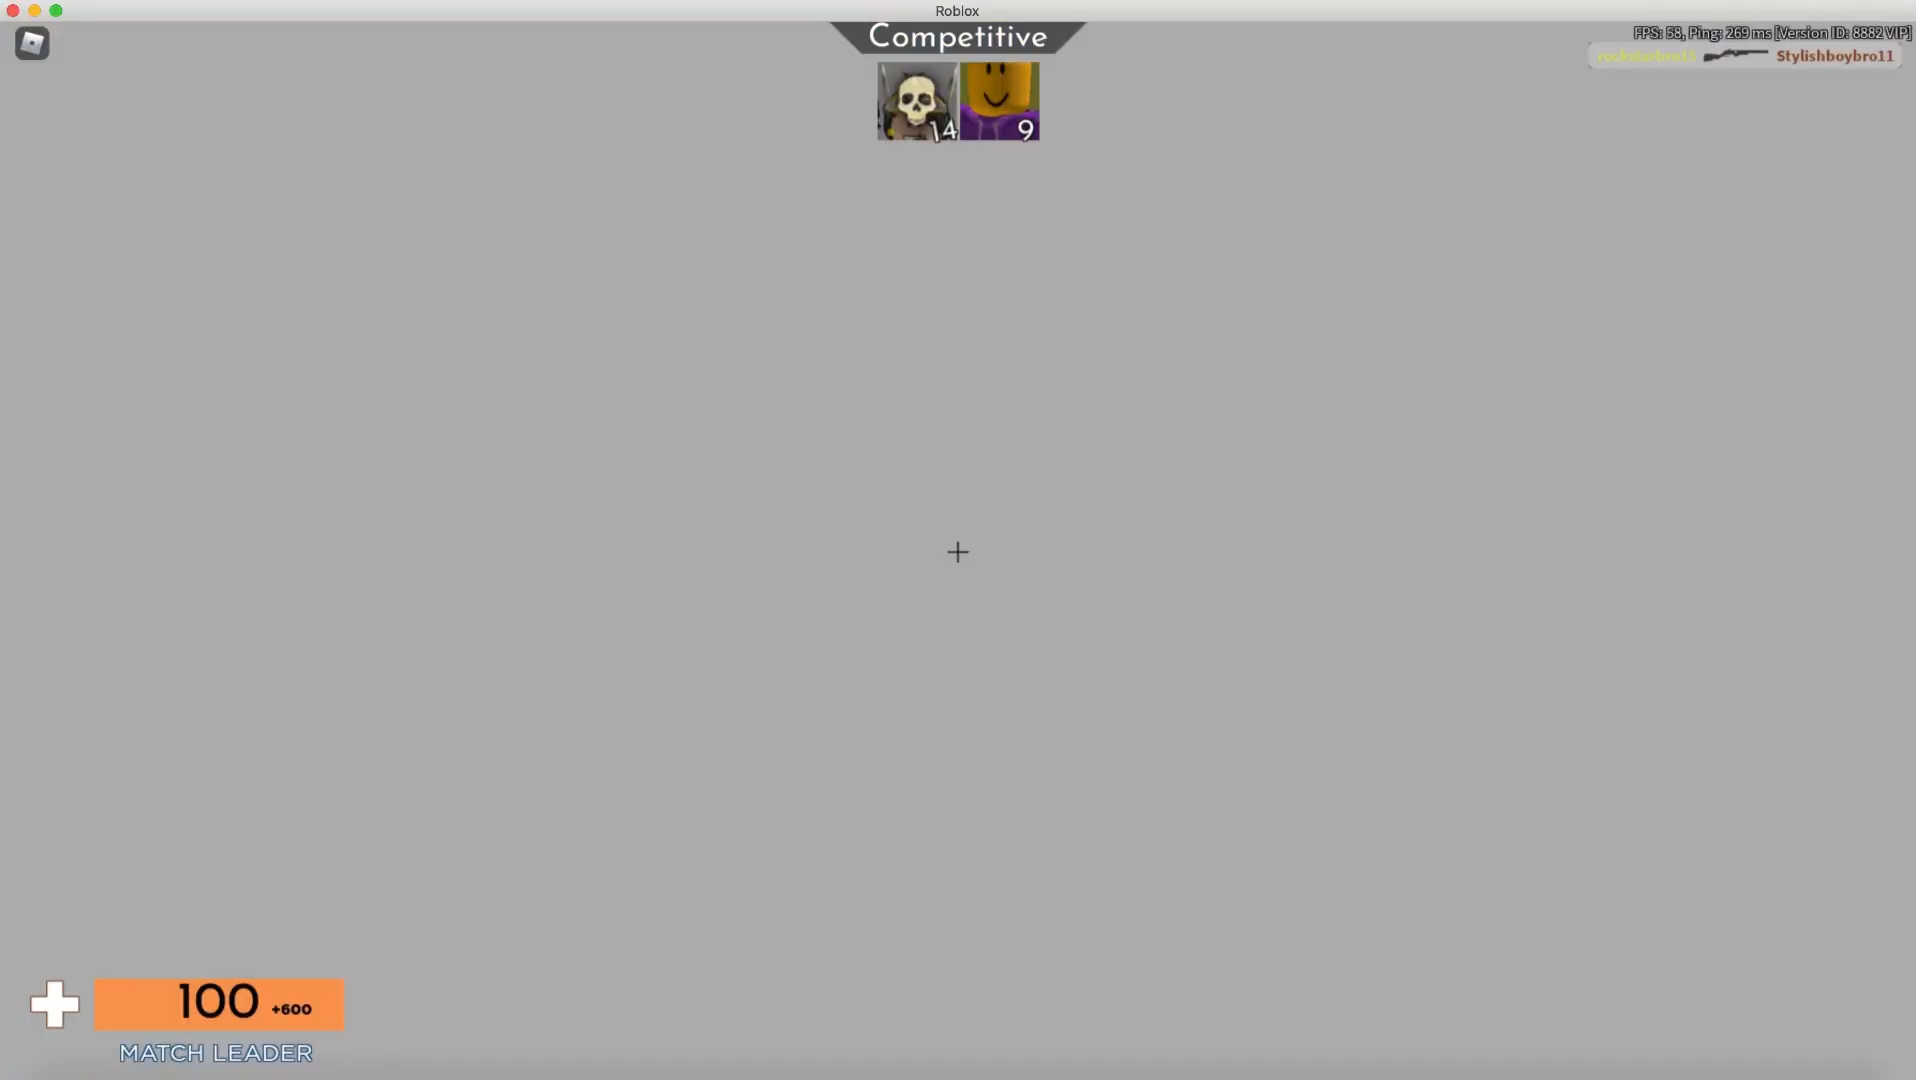 Roblox
Competitive
FPS: 58, Ping: 269 ms [Version ID: 8882 VIP]
Stylishboybro11
14 9
100 +600
MATCH LEADER